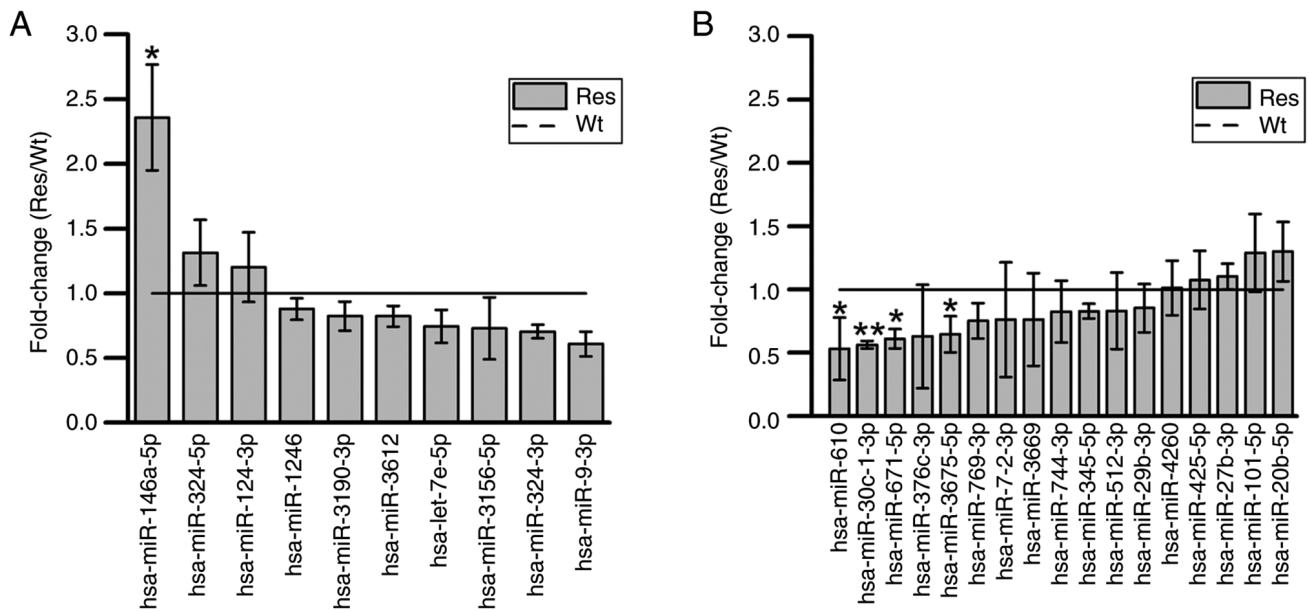 A
3.0
2.5
2.0
1.5
1.0
0.5
0.0
Fold-change (Res/Wt)
*
Res
Wt
hsa-miR-146a-5p
hsa-miR-324-5p
hsa-miR-124-3p
hsa-miR-1246
hsa-miR-3190-3p
hsa-miR-3612
hsa-let-7e-5p
hsa-miR-3156-5p
hsa-miR-324-3p
hsa-miR-9-3p
B
3.0
2.5
2.0
1.5
1.0
0.5
0.0
Fold-change (Res/Wt)
*
**
*
*
Res
Wt
hsa-miR-610
hsa-miR-30c-1-3p
hsa-miR-671-5p
hsa-miR-376c-3p
hsa-miR-3675-5p
hsa-miR-769-3p
hsa-miR-7-2-3p
hsa-miR-3669
hsa-miR-744-3p
hsa-miR-345-5p
hsa-miR-512-3p
hsa-miR-29b-3p
hsa-miR-4260
hsa-miR-425-5p
hsa-miR-27b-3p
hsa-miR-101-5p
hsa-miR-20b-5p